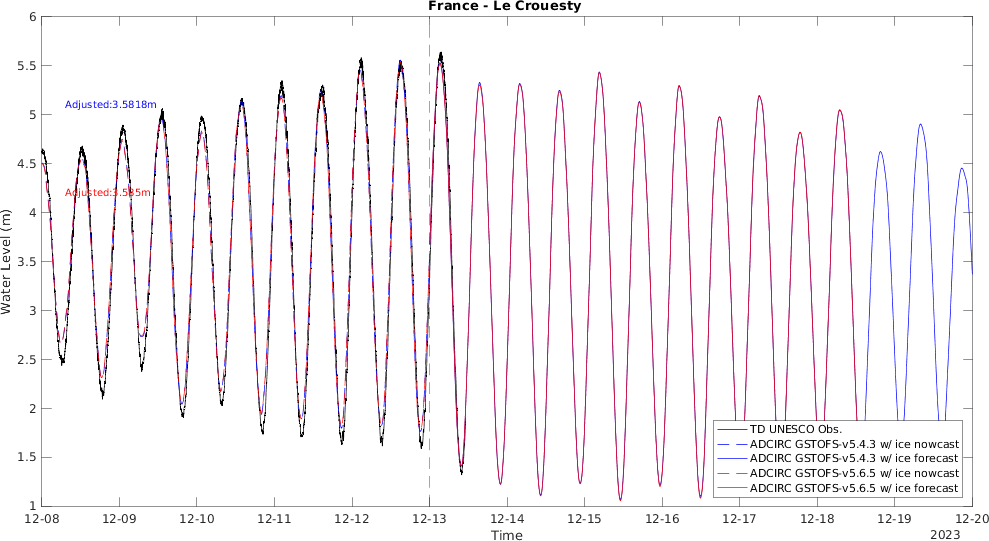 France - Le Crouesty
6
5.5
5
4.5
4
3.5
3
2.5
2
1.5
1
Water Level (m)
Adjusted:3.5818m
Adjusted:3.585m
TD UNESCO Obs.
ADCIRC GSTOFS-v5.4.3 w/ ice nowcast
ADCIRC GSTOFS-v5.4.3 w/ ice forecast
ADCIRC GSTOFS-v5.6.5 w/ ice nowcast
ADCIRC GSTOFS-v5.6.5 w/ ice forecast
12-08 12-09 12-10 12-11 12-12 12-13 12-14 12-15 12-16 12-17 12-18 12-19 12-20
Time
2023